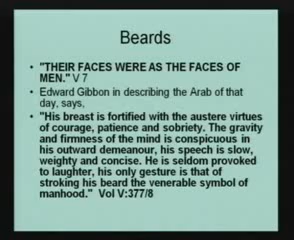 Beards
• "THEIR FACES WERE AS THE FACES OF
MEN." V 7
• Edward Gibbon in describing the Arab of that
day, says,
• "His breast is fortified with the austere virtues
of courage, patience and sobriety. The gravity
and firmness of the mind is conspicuous in
his outward demeanour, his speech is slow,
weighty and concise. He is seldom provoked
to laughter, his only gesture is that of
stroking his beard the venerable symbol of
manhood." Vol V:377/8